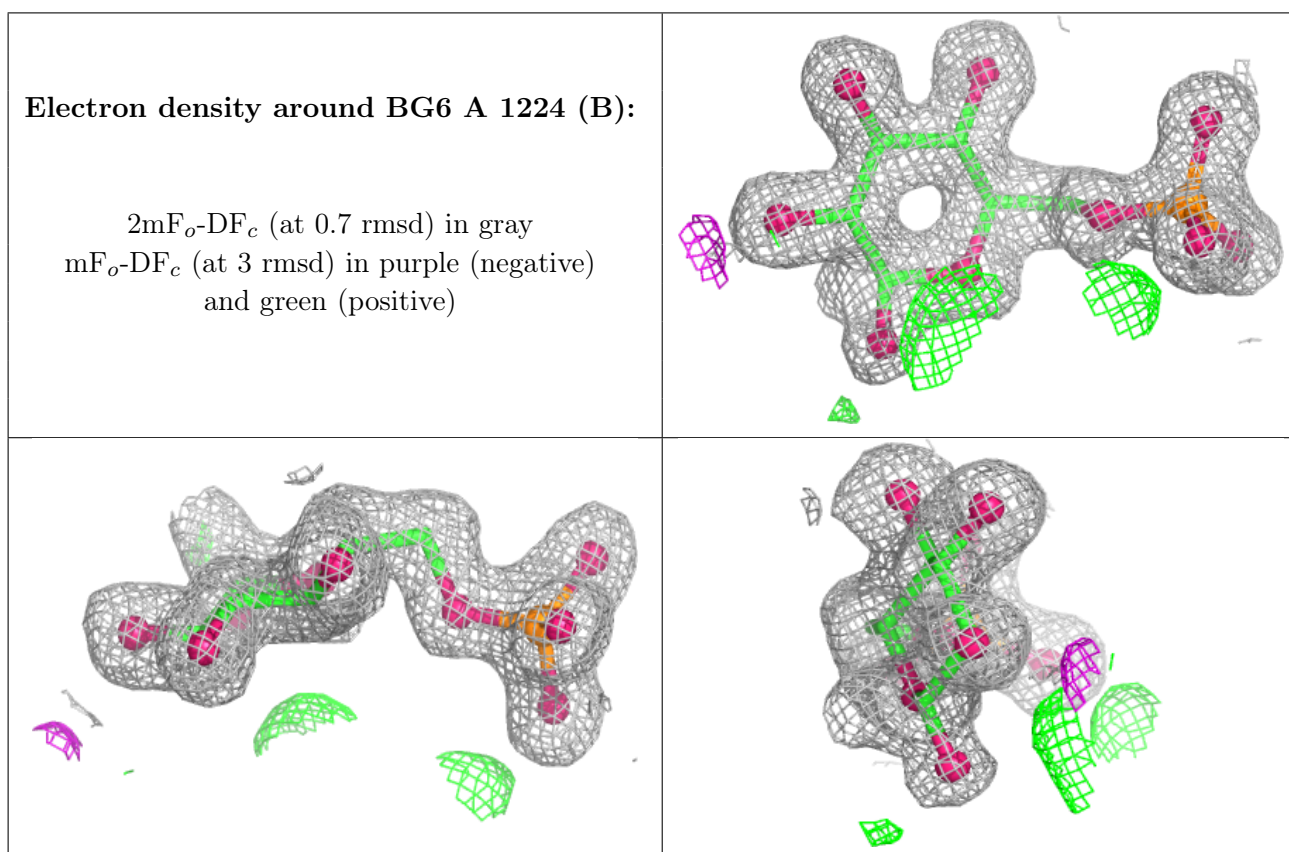 Electron density around BG6 A 1224 (B):
2mFo-DFc (at 0.7 rmsd) in gray
mFo-DFc (at 3 rmsd) in purple (negative)
and green (positive)